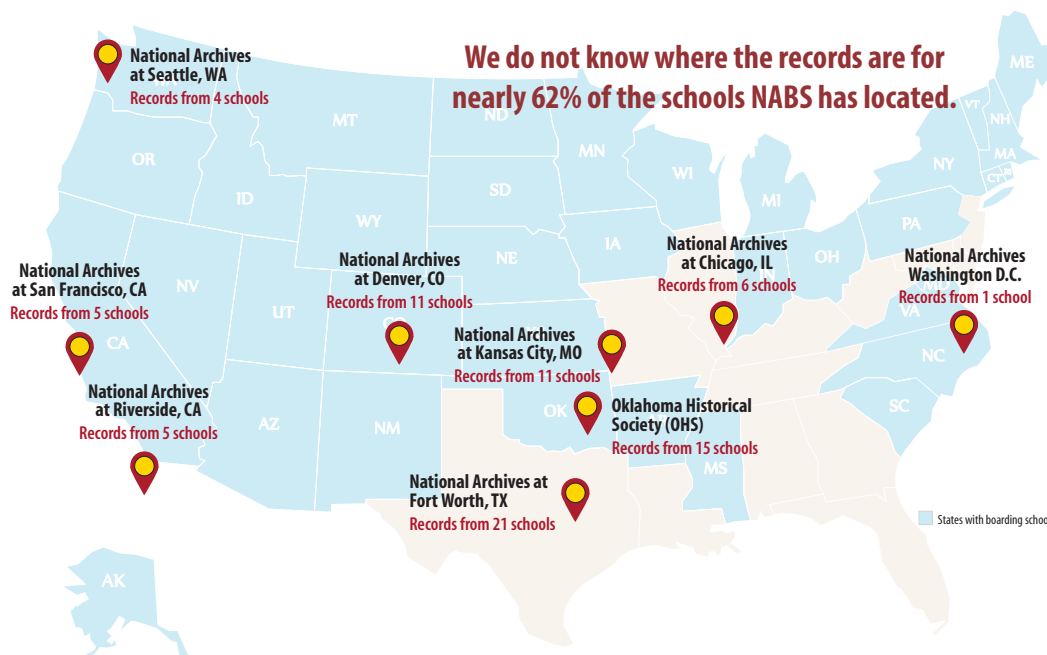 We do not know where the records are for
nearly 62% of the schools NABS has located.
National Archives
at Seattle, WA
Records from 4 schools
National Archives
at San Francisco, CA
Records from 5 schools
National Archives
at Riverside, CA
Records from 5 schools
National Archives
at Denver, CO
Records from 11 schools
National Archives
at Kansas City, MO
Records from 11 schools
Oklahoma Historical
Society (OHS)
Records from 15 schools
National Archives at
Fort Worth, TX
Records from 21 schools
National Archives
at Chicago, IL
Records from 6 schools
National Archives
Washington D.C.
Records from 1 school
OR
ID
MT
WY
NV
UT
CA
AZ
NM
ND
SD
NE
OK
MN
IA
WI
MI
IN
OH
MS
ME
VT
NH
MA
CT
NY
PA
MD
VA
NC
SC
AK
States with boarding schoo